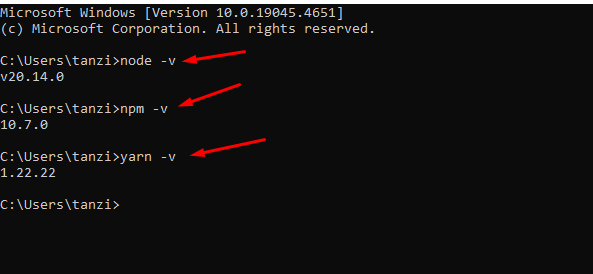 Microsoft Windows [Version 10.0.19045.4651]
(c) Microsoft Corporation. All rights reserved.
C:\Users\tanzi>node -v
v20.14.0
C:\Users\tanzi>npm -v
10.7.0
C:\Users\tanzi>yarn -v
1.22.22
C:\Users\tanzi>